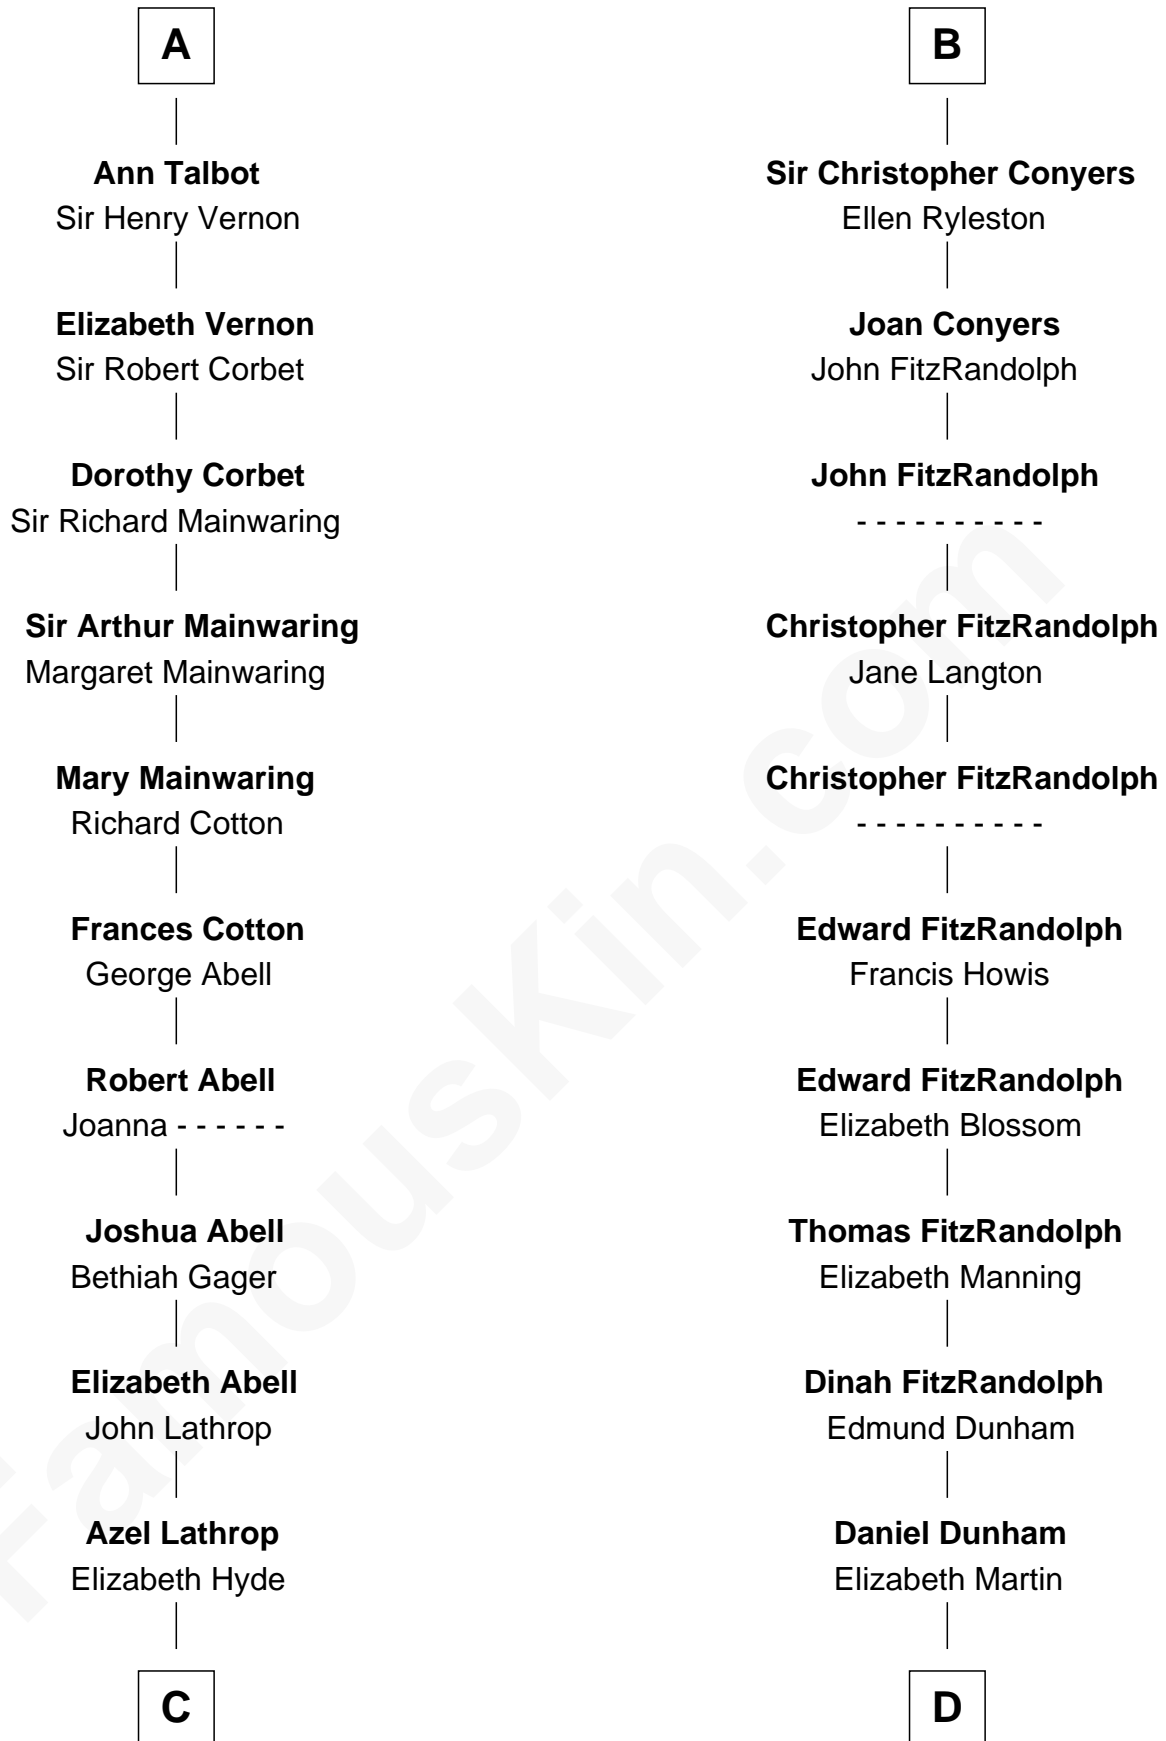 A
Ann Talbot
Sir Henry Vernon
Elizabeth Vernon
Sir Robert Corbet
Dorothy Corbet
Sir Richard Mainwaring
Sir Arthur Mainwaring
Margaret Mainwaring
Mary Mainwaring
Richard Cotton
Frances Cotton
George Abell
Robert Abell
Joanna - - - - - -
Joshua Abell
Bethiah Gager
Elizabeth Abell
John Lathrop
Azel Lathrop
Elizabeth Hyde
C
B
Sir Christopher Conyers
Ellen Ryleston
Joan Conyers
John FitzRandolph
John FitzRandolph
- - - - - - - - - -
Christopher FitzRandolph
Jane Langton
Christopher FitzRandolph
- - - - - - - - - -
Edward FitzRandolph
Francis Howis
Edward FitzRandolph
Elizabeth Blossom
Thomas FitzRandolph
Elizabeth Manning
Dinah FitzRandolph
Edmund Dunham
Daniel Dunham
Elizabeth Martin
D
FamousKin.com